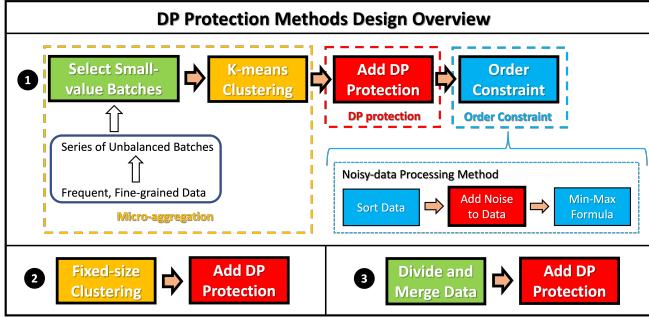 DP Protection Methods Design Overview
1
Select Small-
value Batches
K-means
Clustering
Add DP
Protection
Order
Constraint
DP protection
Order Constraint
Series of Unbalanced Batches
Frequent, Fine-grained Data
Micro-aggregation
Noisy-data Processing Method
Sort Data
Add Noise
to Data
Min-Max
Formula
2
Fixed-size
Clustering
Add DP
Protection
3
Divide and
Merge Data
Add DP
Protection